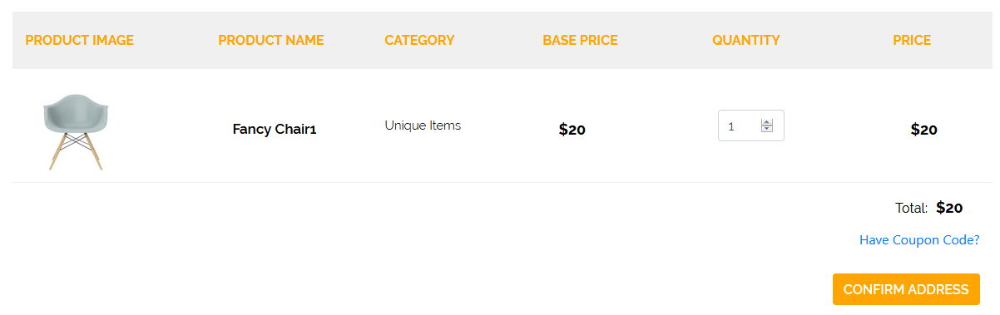 PRODUCT IMAGE PRODUCT NAME CATEGORY BASE PRICE QUANTITY PRICE
Fancy Chair1 Unique Items $20 1 $20
Total: $20
Have Coupon Code?
CONFIRM ADDRESS